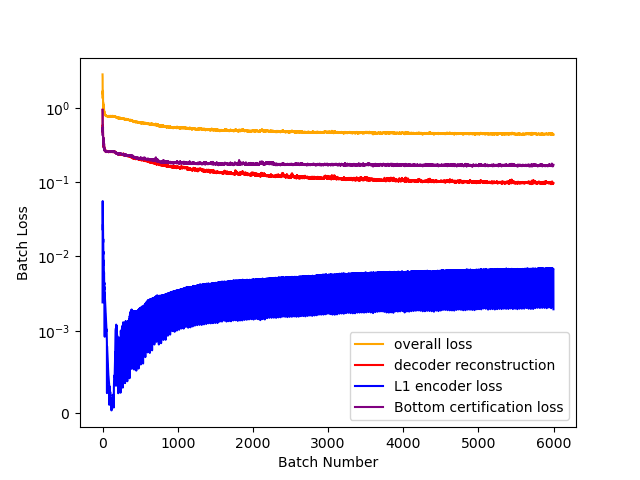 10⁰
10⁻¹
10⁻²
10⁻³
0
Batch Loss
0 1000 2000 3000 4000 5000 6000
Batch Number
overall loss
decoder reconstruction
L1 encoder loss
Bottom certification loss